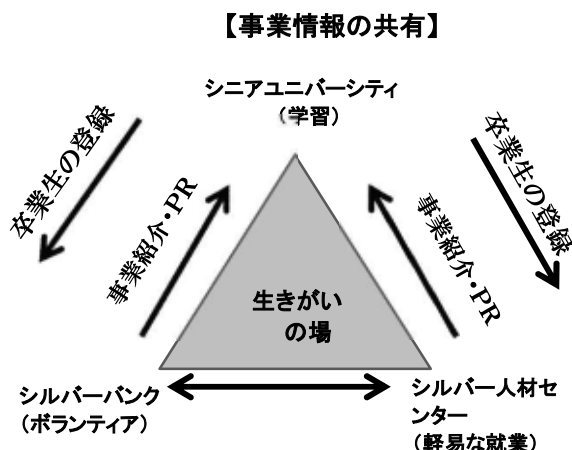 【事業情報の共有】
シニアユニバーシティ
（学習）
卒業生の登録
事業紹介・PR
事業紹介・PR
卒業生の登録
生きがい
の場
シルバーバンク
（ボランティア）
シルバー人材セ
ンター
（軽易な就業）